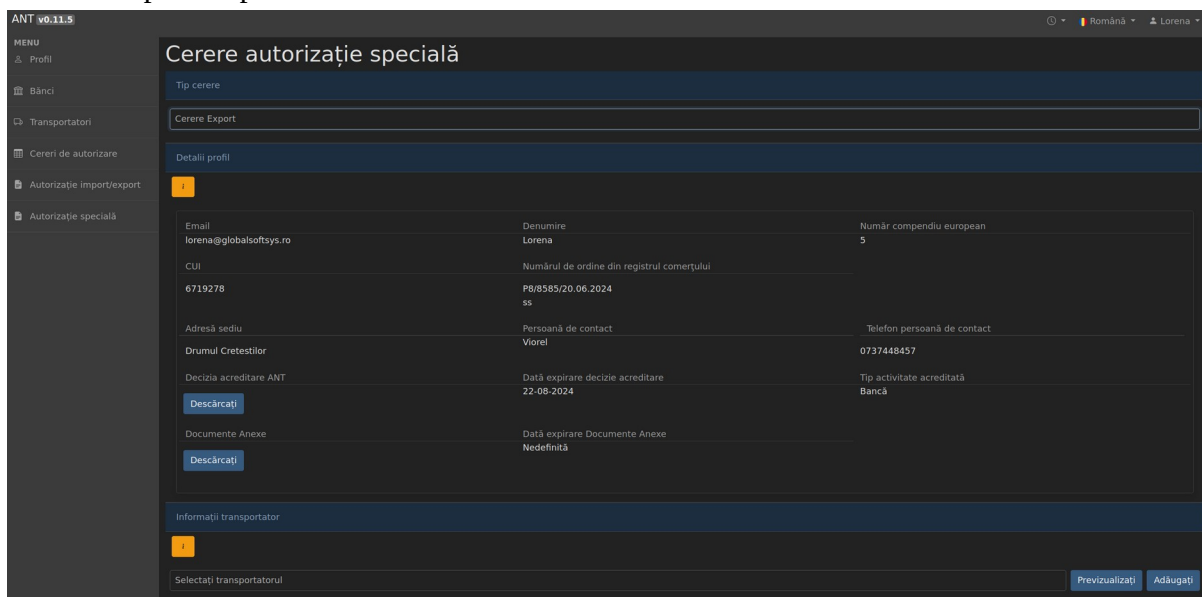 ANT v0.11.5
Română
Lorena
MENU
Profil
Bănci
Transportatori
Cereri de autorizare
Autorizație import/export
Autorizație specială
Cerere autorizație specială
Tip cerere
Cerere Export
Detalii profil
i
Email Denumire Număr compendiu european
lorena@globalsoftsys.ro Lorena 5
CUI Numărul de ordine din registrul comerţului
6719278 P8/8585/20.06.2024
ss
Adresă sediu Persoană de contact Telefon persoană de contact
Drumul Cretestilor Viorel 0737448457
Decizia acreditare ANT Dată expirare decizie acreditare Tip activitate acreditată
Descărcați 22-08-2024 Bancă
Documente Anexe Dată expirare Documente Anexe
Descărcați Nedefinită
Informații transportator
i
Selectați transportatorul Previzualizați Adăugați